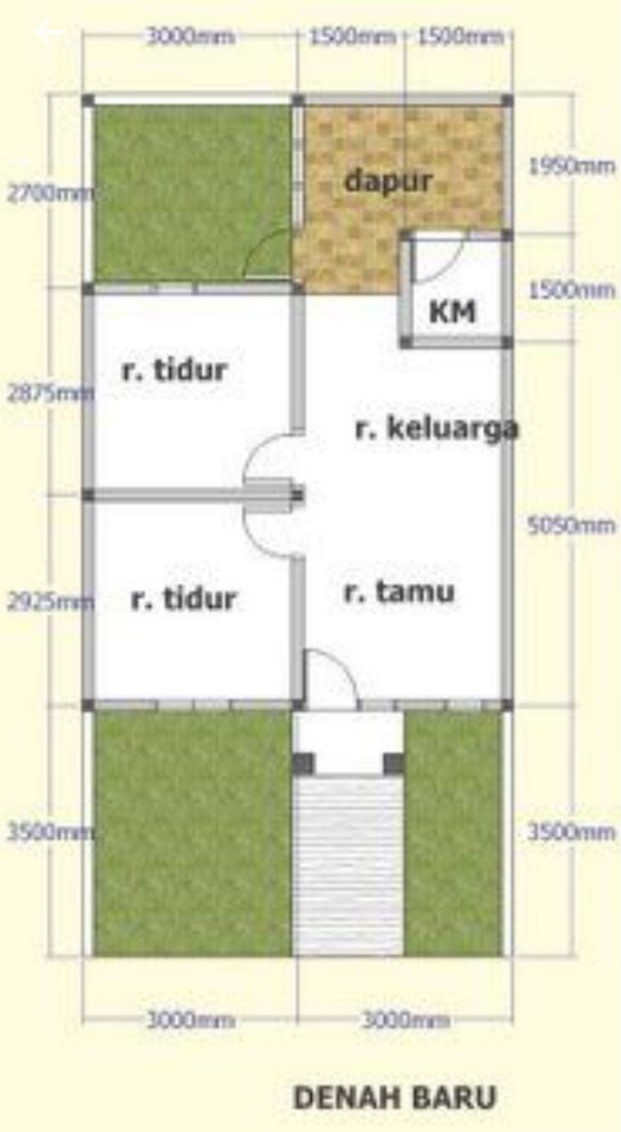 3000mm 1500mm 1500mm
1950mm
dapur
2700mm
1500mm
KM
r. tidur
2875mm
r. keluarga
5050mm
r. tamu
r. tidur
2925mm
3500mm 3500mm
3000mm 3000mm
DENAH BARU